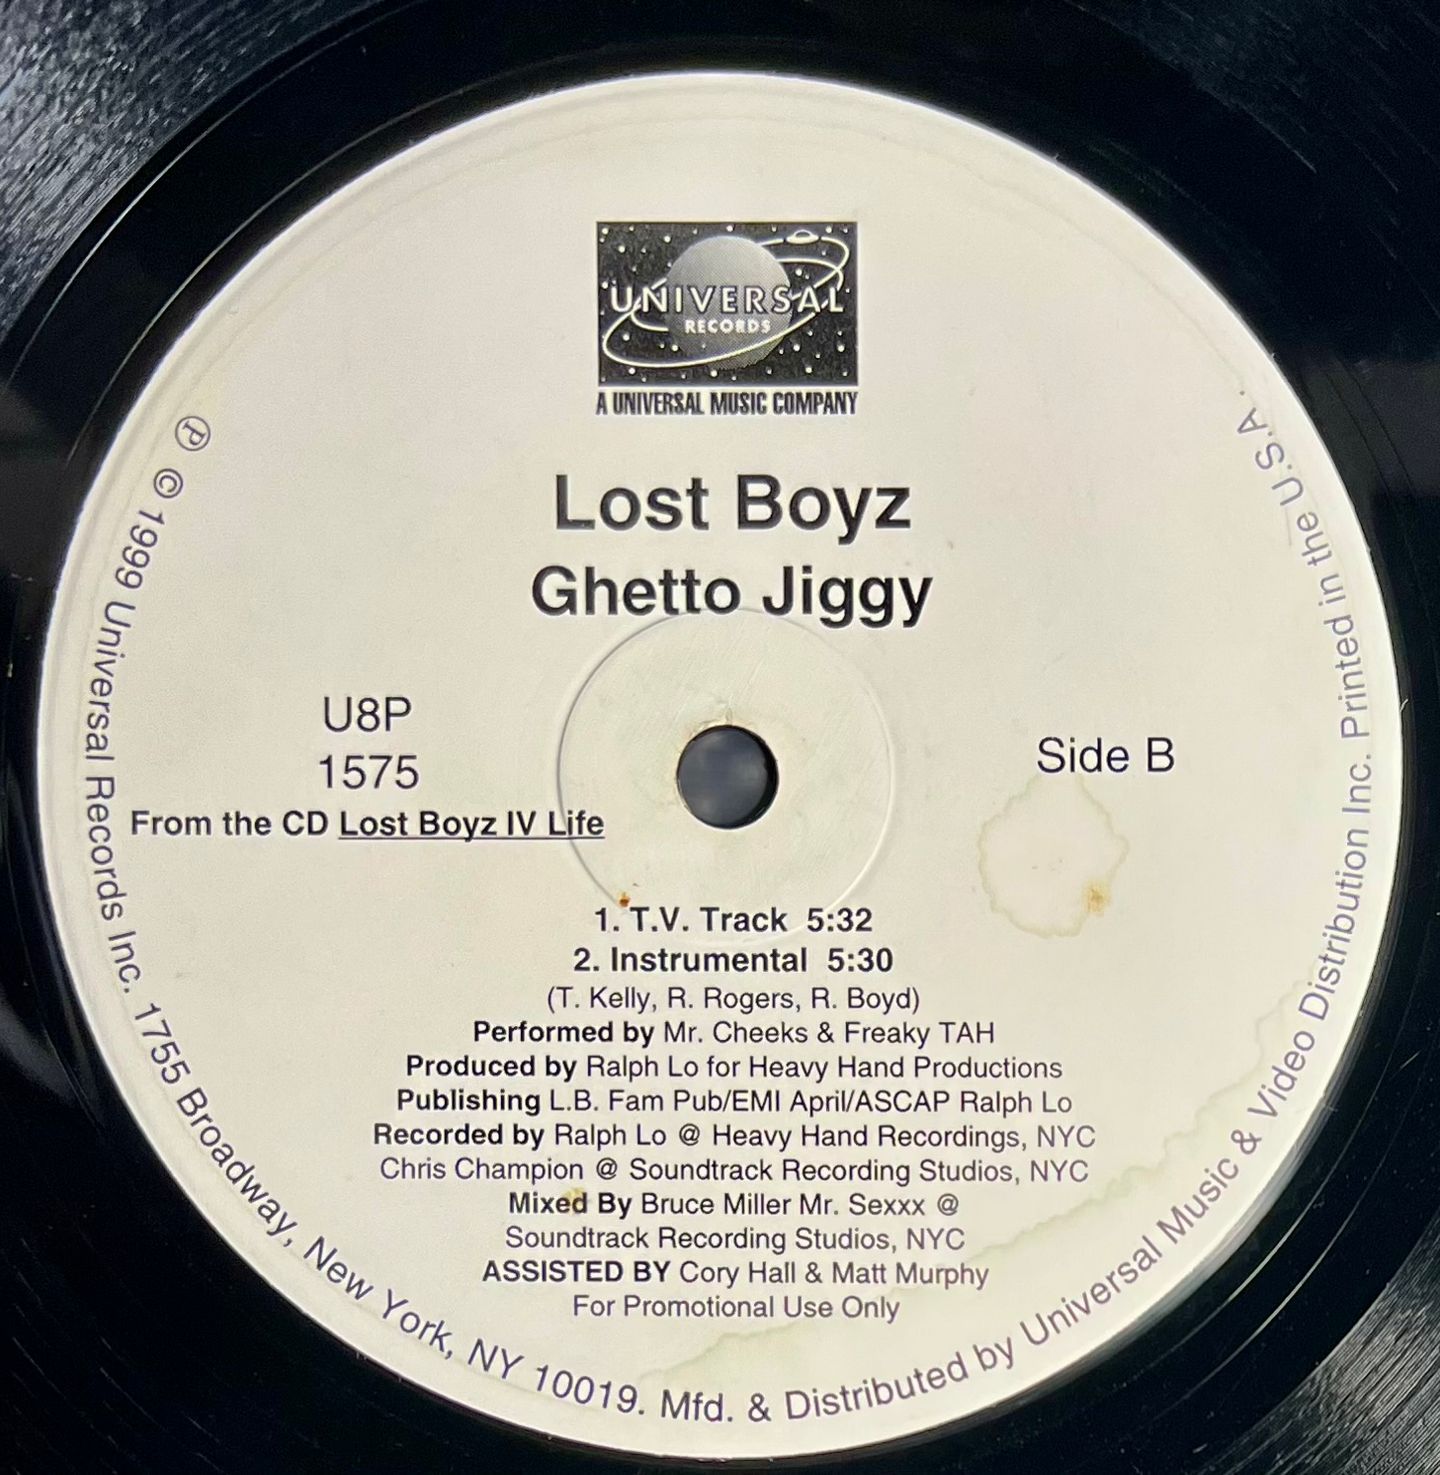 UNIVERSAL
RECORDS
A UNIVERSAL MUSIC COMPANY
Lost Boyz
Ghetto Jiggy
U8P
1575
From the CD Lost Boyz IV Life
Side B
1. T.V. Track 5:32
2. Instrumental 5:30
(T. Kelly, R. Rogers, R. Boyd)
Performed by Mr. Cheeks & Freaky TAH
Produced by Ralph Lo for Heavy Hand Productions
Publishing L.B. Fam Pub/EMI April/ASCAP Ralph Lo
Recorded by Ralph Lo @ Heavy Hand Recordings, NYC
Chris Champion @ Soundtrack Recording Studios, NYC
Mixed By Bruce Miller Mr. Sexxx @
Soundtrack Recording Studios, NYC
ASSISTED BY Cory Hall & Matt Murphy
For Promotional Use Only
℗ © 1999 Universal Records Inc. 1755 Broadway, New York, NY 10019. Mfd. & Distributed by Universal Music & Video Distribution Inc. Printed in the U.S.A.